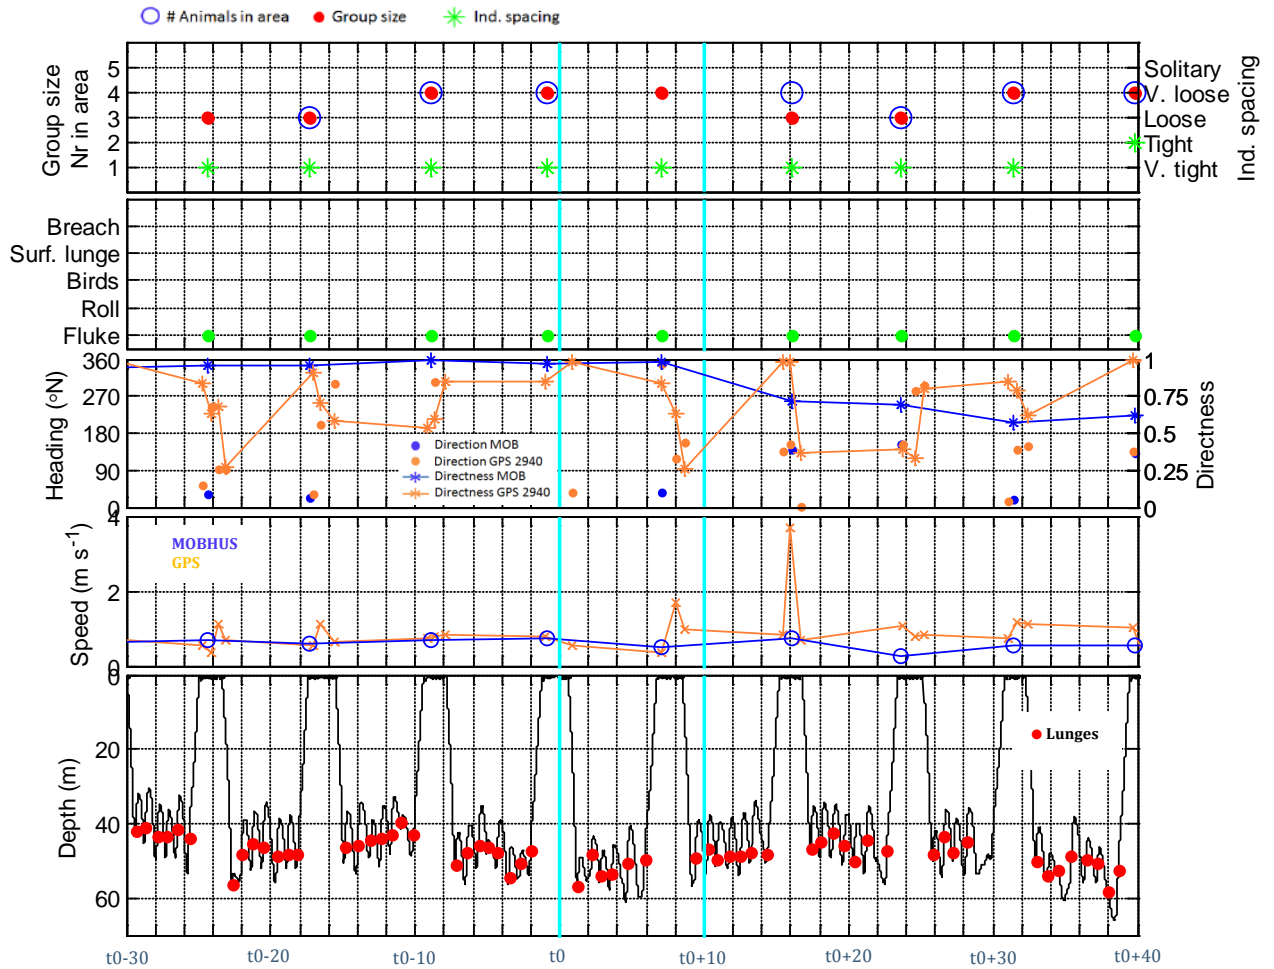 # Animals in area Group size Ind. spacing
Group size
Nr in area
5
4
3
2
1
Solitary
V. loose
Loose
Tight
V. tight
Ind. spacing
Breach
Surf. lunge
Birds
Roll
Fluke
Heading (oN)
360
270
180
90
0
Direction MOB
Direction GPS 2940
Directness MOB
Directness GPS 2940
1
0.75
0.5
0.25
0
Directness
Speed (m s-1)
4
2
0
MOBHUS
GPS
Depth (m)
0
20
40
60
Lunges
t0-30 t0-20 t0-10 t0 t0+10 t0+20 t0+30 t0+40